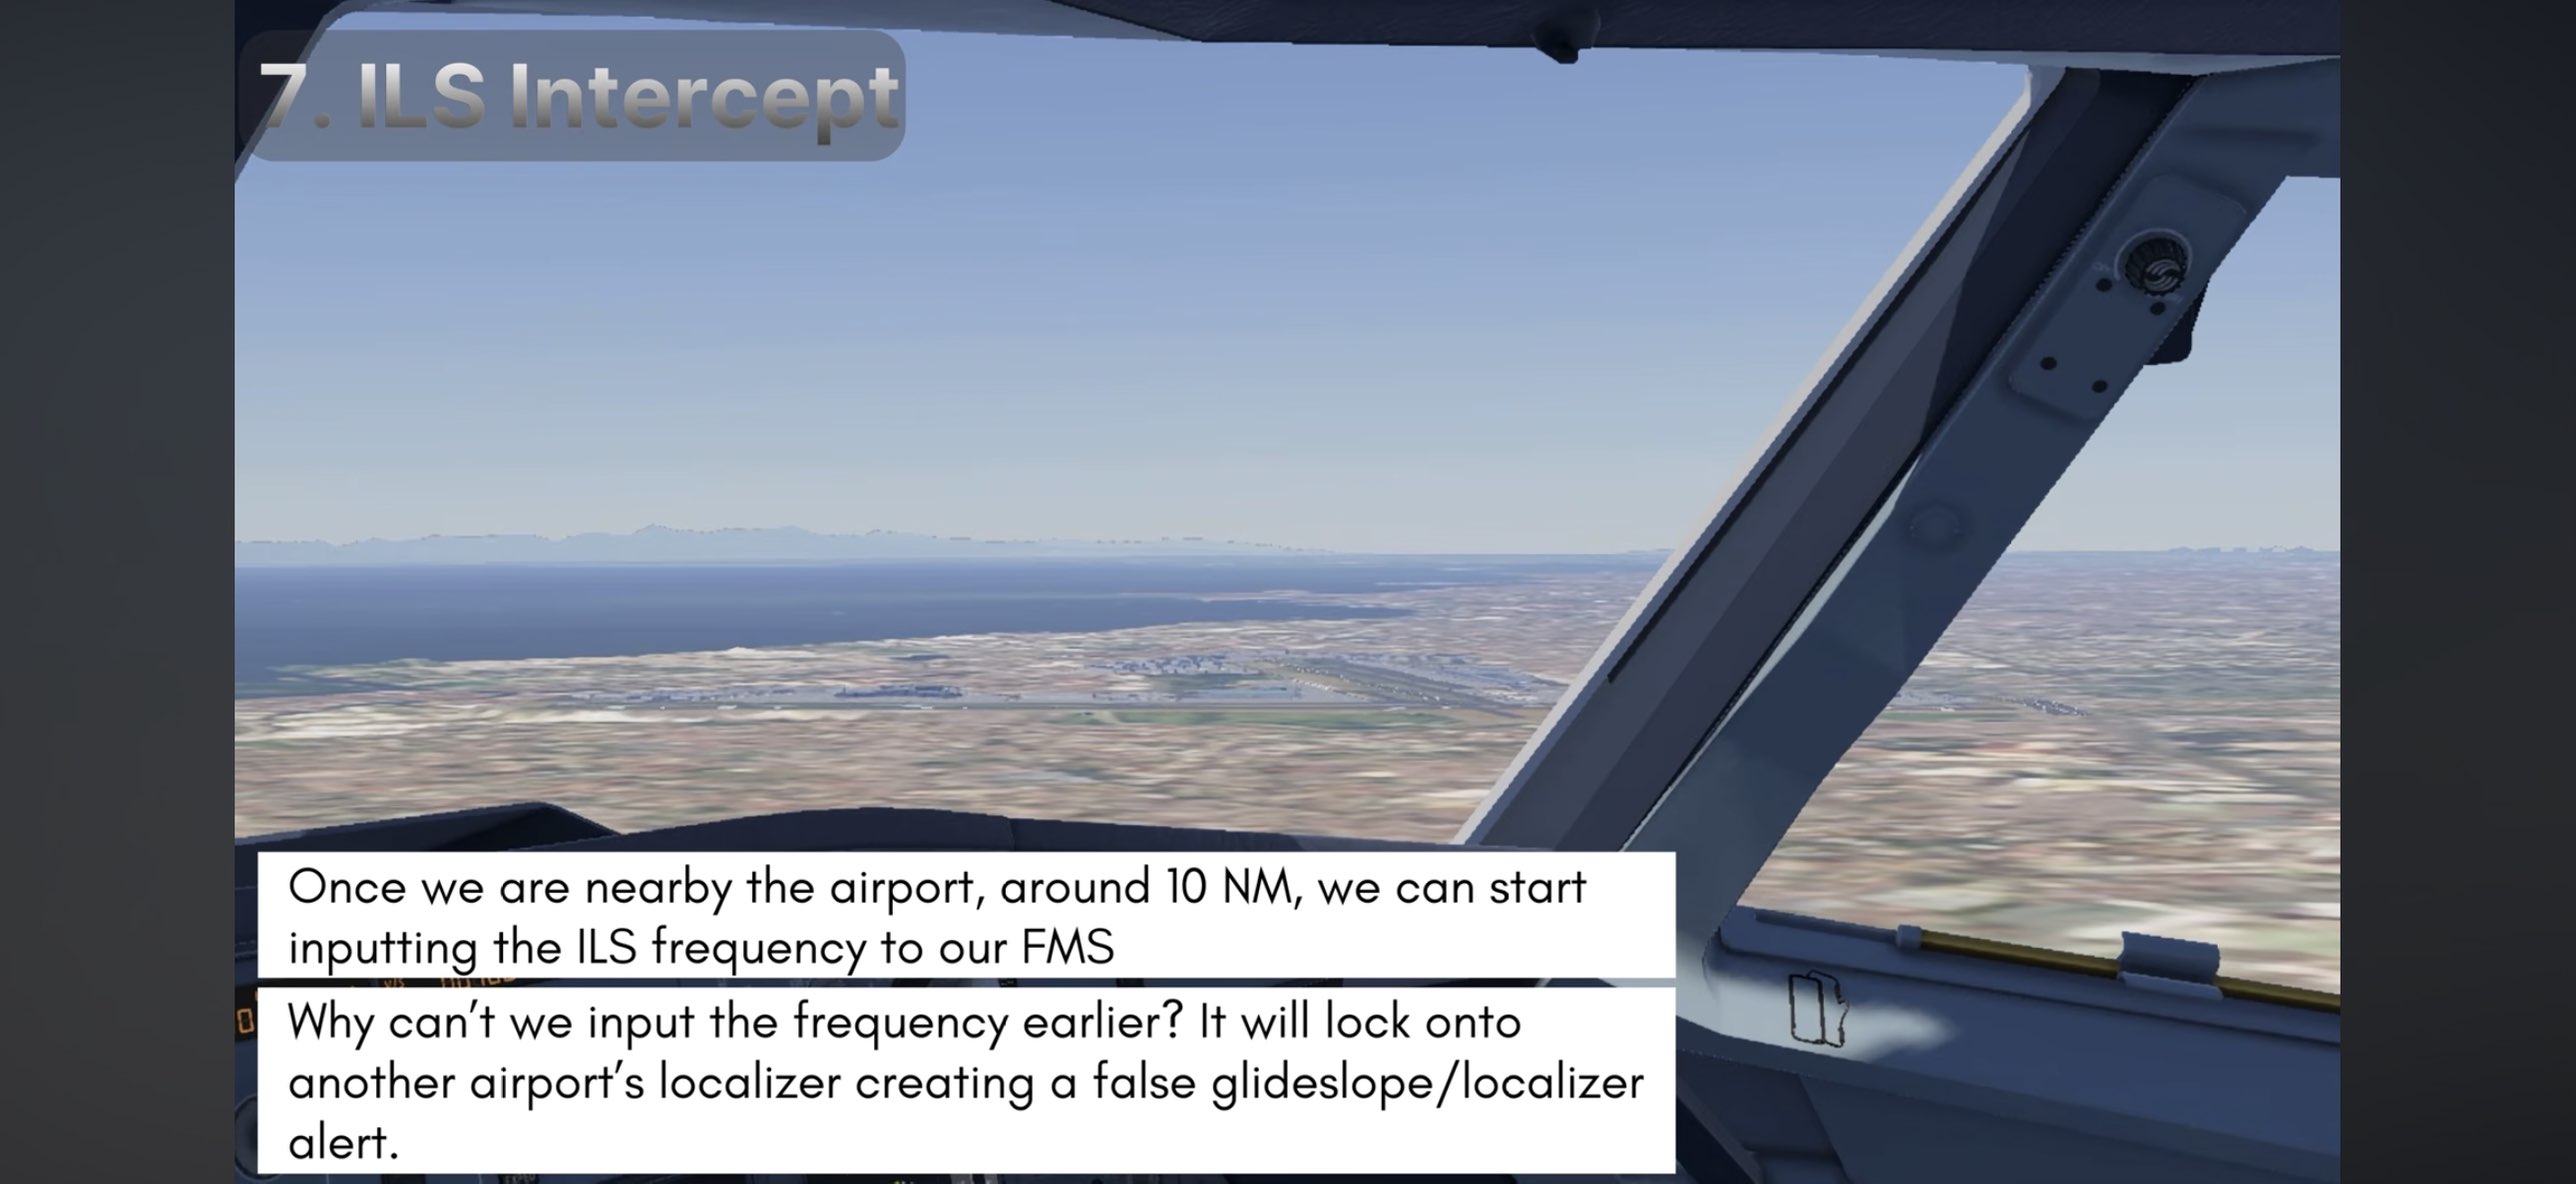 7. ILS Intercept
Once we are nearby the airport, around 10 NM, we can start
inputting the ILS frequency to our FMS
Why can't we input the frequency earlier? It will lock onto
another airport's localizer creating a false glideslope/localizer
alert.